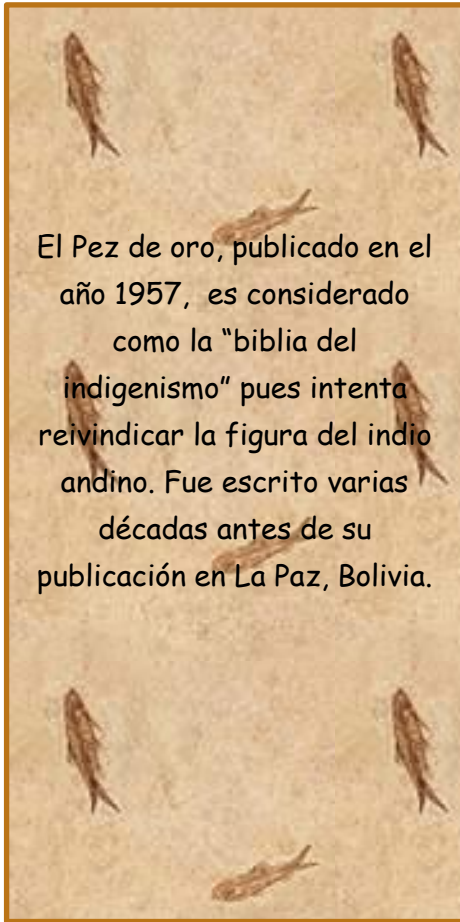 El Pez de oro, publicado en el
año 1957,  es considerado
como la “biblia del
indigenismo” pues intenta
reivindicar la figura del indio
andino. Fue escrito varias
décadas antes de su
publicación en La Paz, Bolivia.